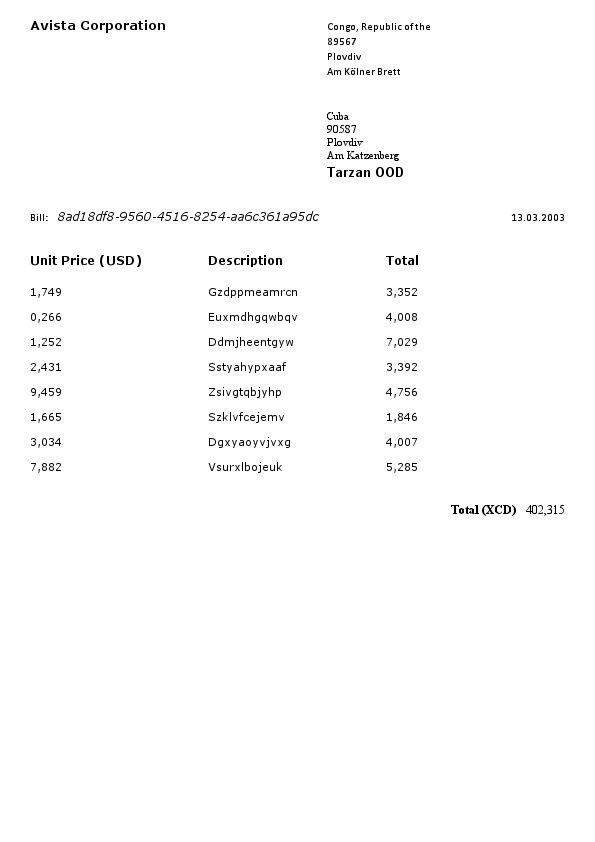 Avista Corporation
Congo, Republic of the
89567
Plovdiv
Am Kölner Brett
Cuba
90587
Plovdiv
Am Katzenberg
Tarzan OOD
Bill: 8ad18df8-9560-4516-8254-aa6c361a95dc 13.03.2003
Unit Price (USD) Description Total
1,749 Gzdppmeamrcn 3,352
0,266 Euxmdhgqwbqv 4,008
1,252 Ddmjheentgyw 7,029
2,431 Sstyahypxaaf 3,392
9,459 Zsivgtqbjyhp 4,756
1,665 Szklvfcejemv 1,846
3,034 Dgxyaoyvjvxg 4,007
7,882 Vsurxlbojeuk 5,285
Total (XCD) 402,315